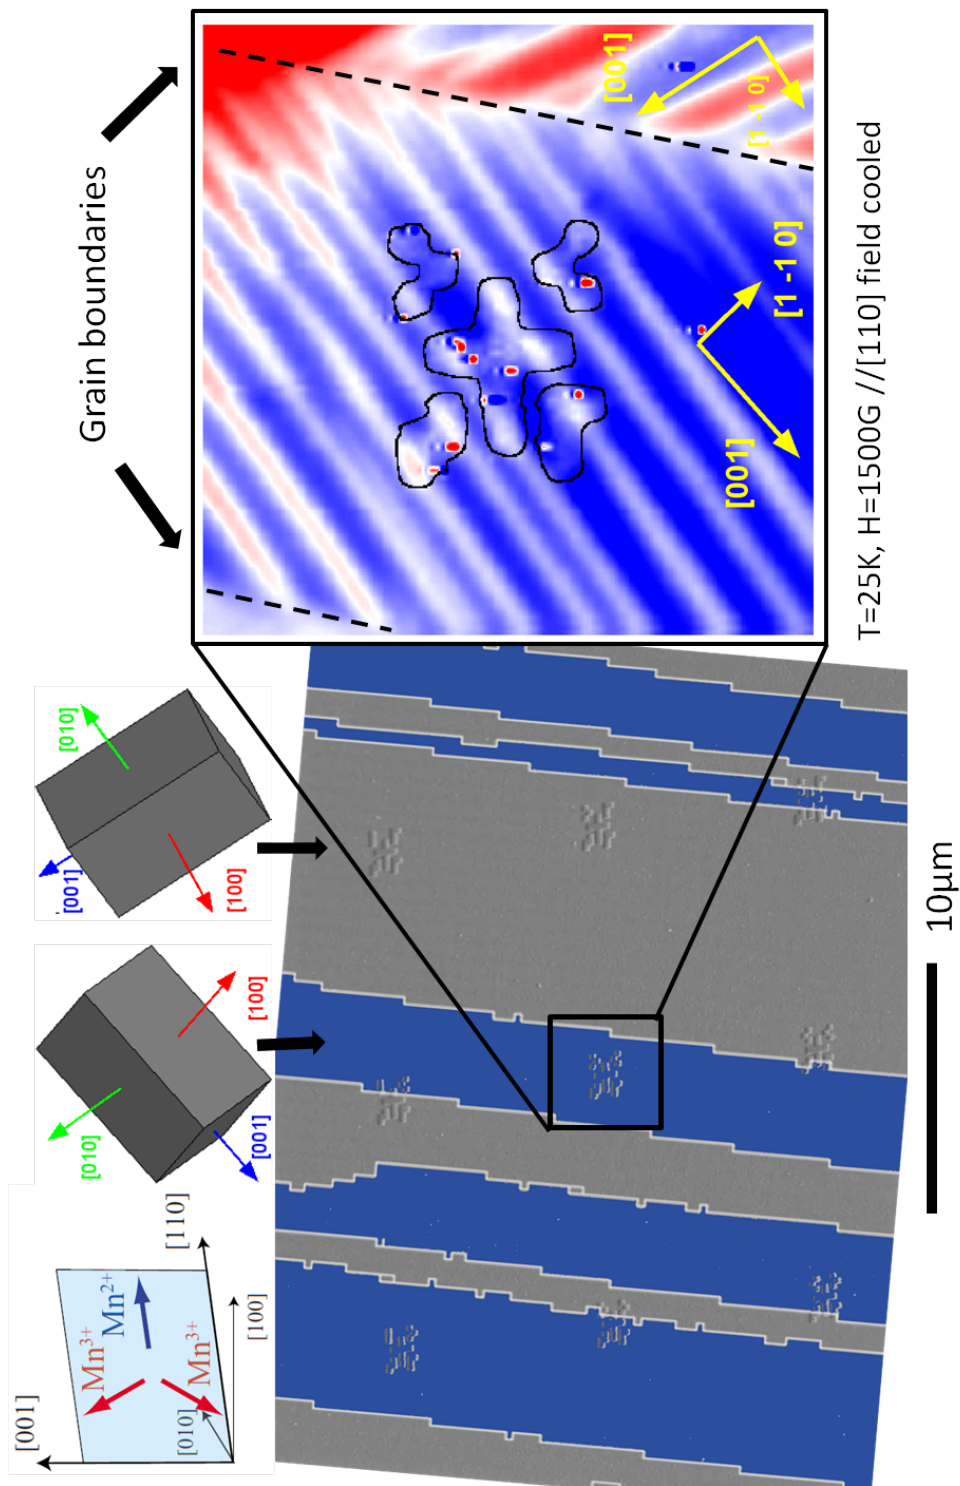 Grain boundaries
[001]
[1 -1 0]
[001]
[1 -1 0]
T=25K, H=1500G //[110] field cooled
[010]
[001]
[100]
[010]
[100]
[001]
[001]
Mn3+
Mn2+
Mn3+
[110]
[010]
[100]
10µm